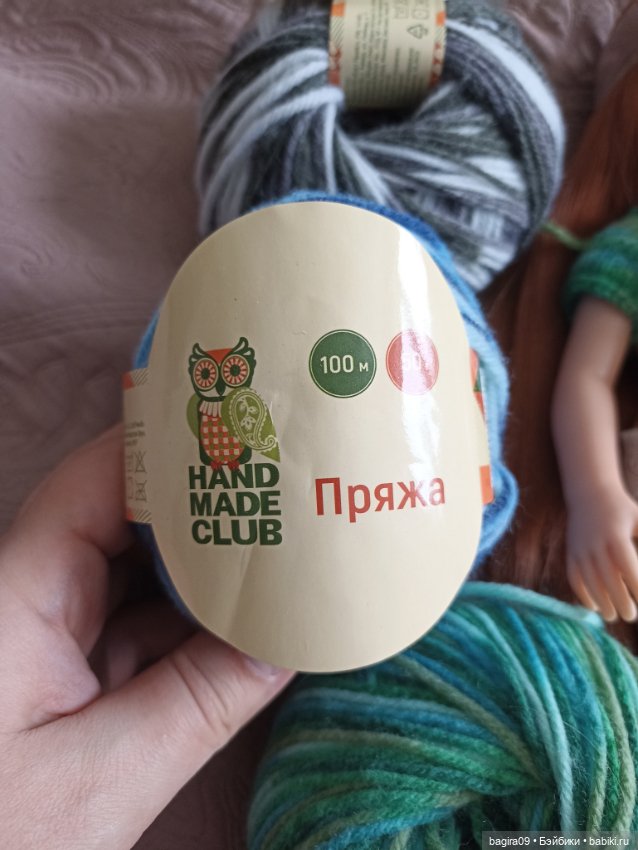 100 м
HAND
MADE
CLUB
Пряжа
bagira09 • Бэйбики • babiki.ru